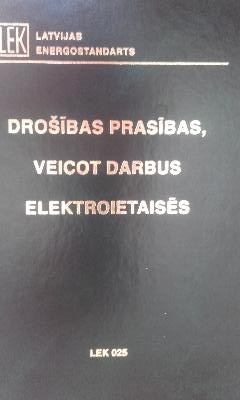 LEK
LATVIJAS
ENERGOSTANDARTS
DROŠĪBAS PRASĪBAS,
VEICOT DARBUS
ELEKTROIETAISĒS
LEK 025